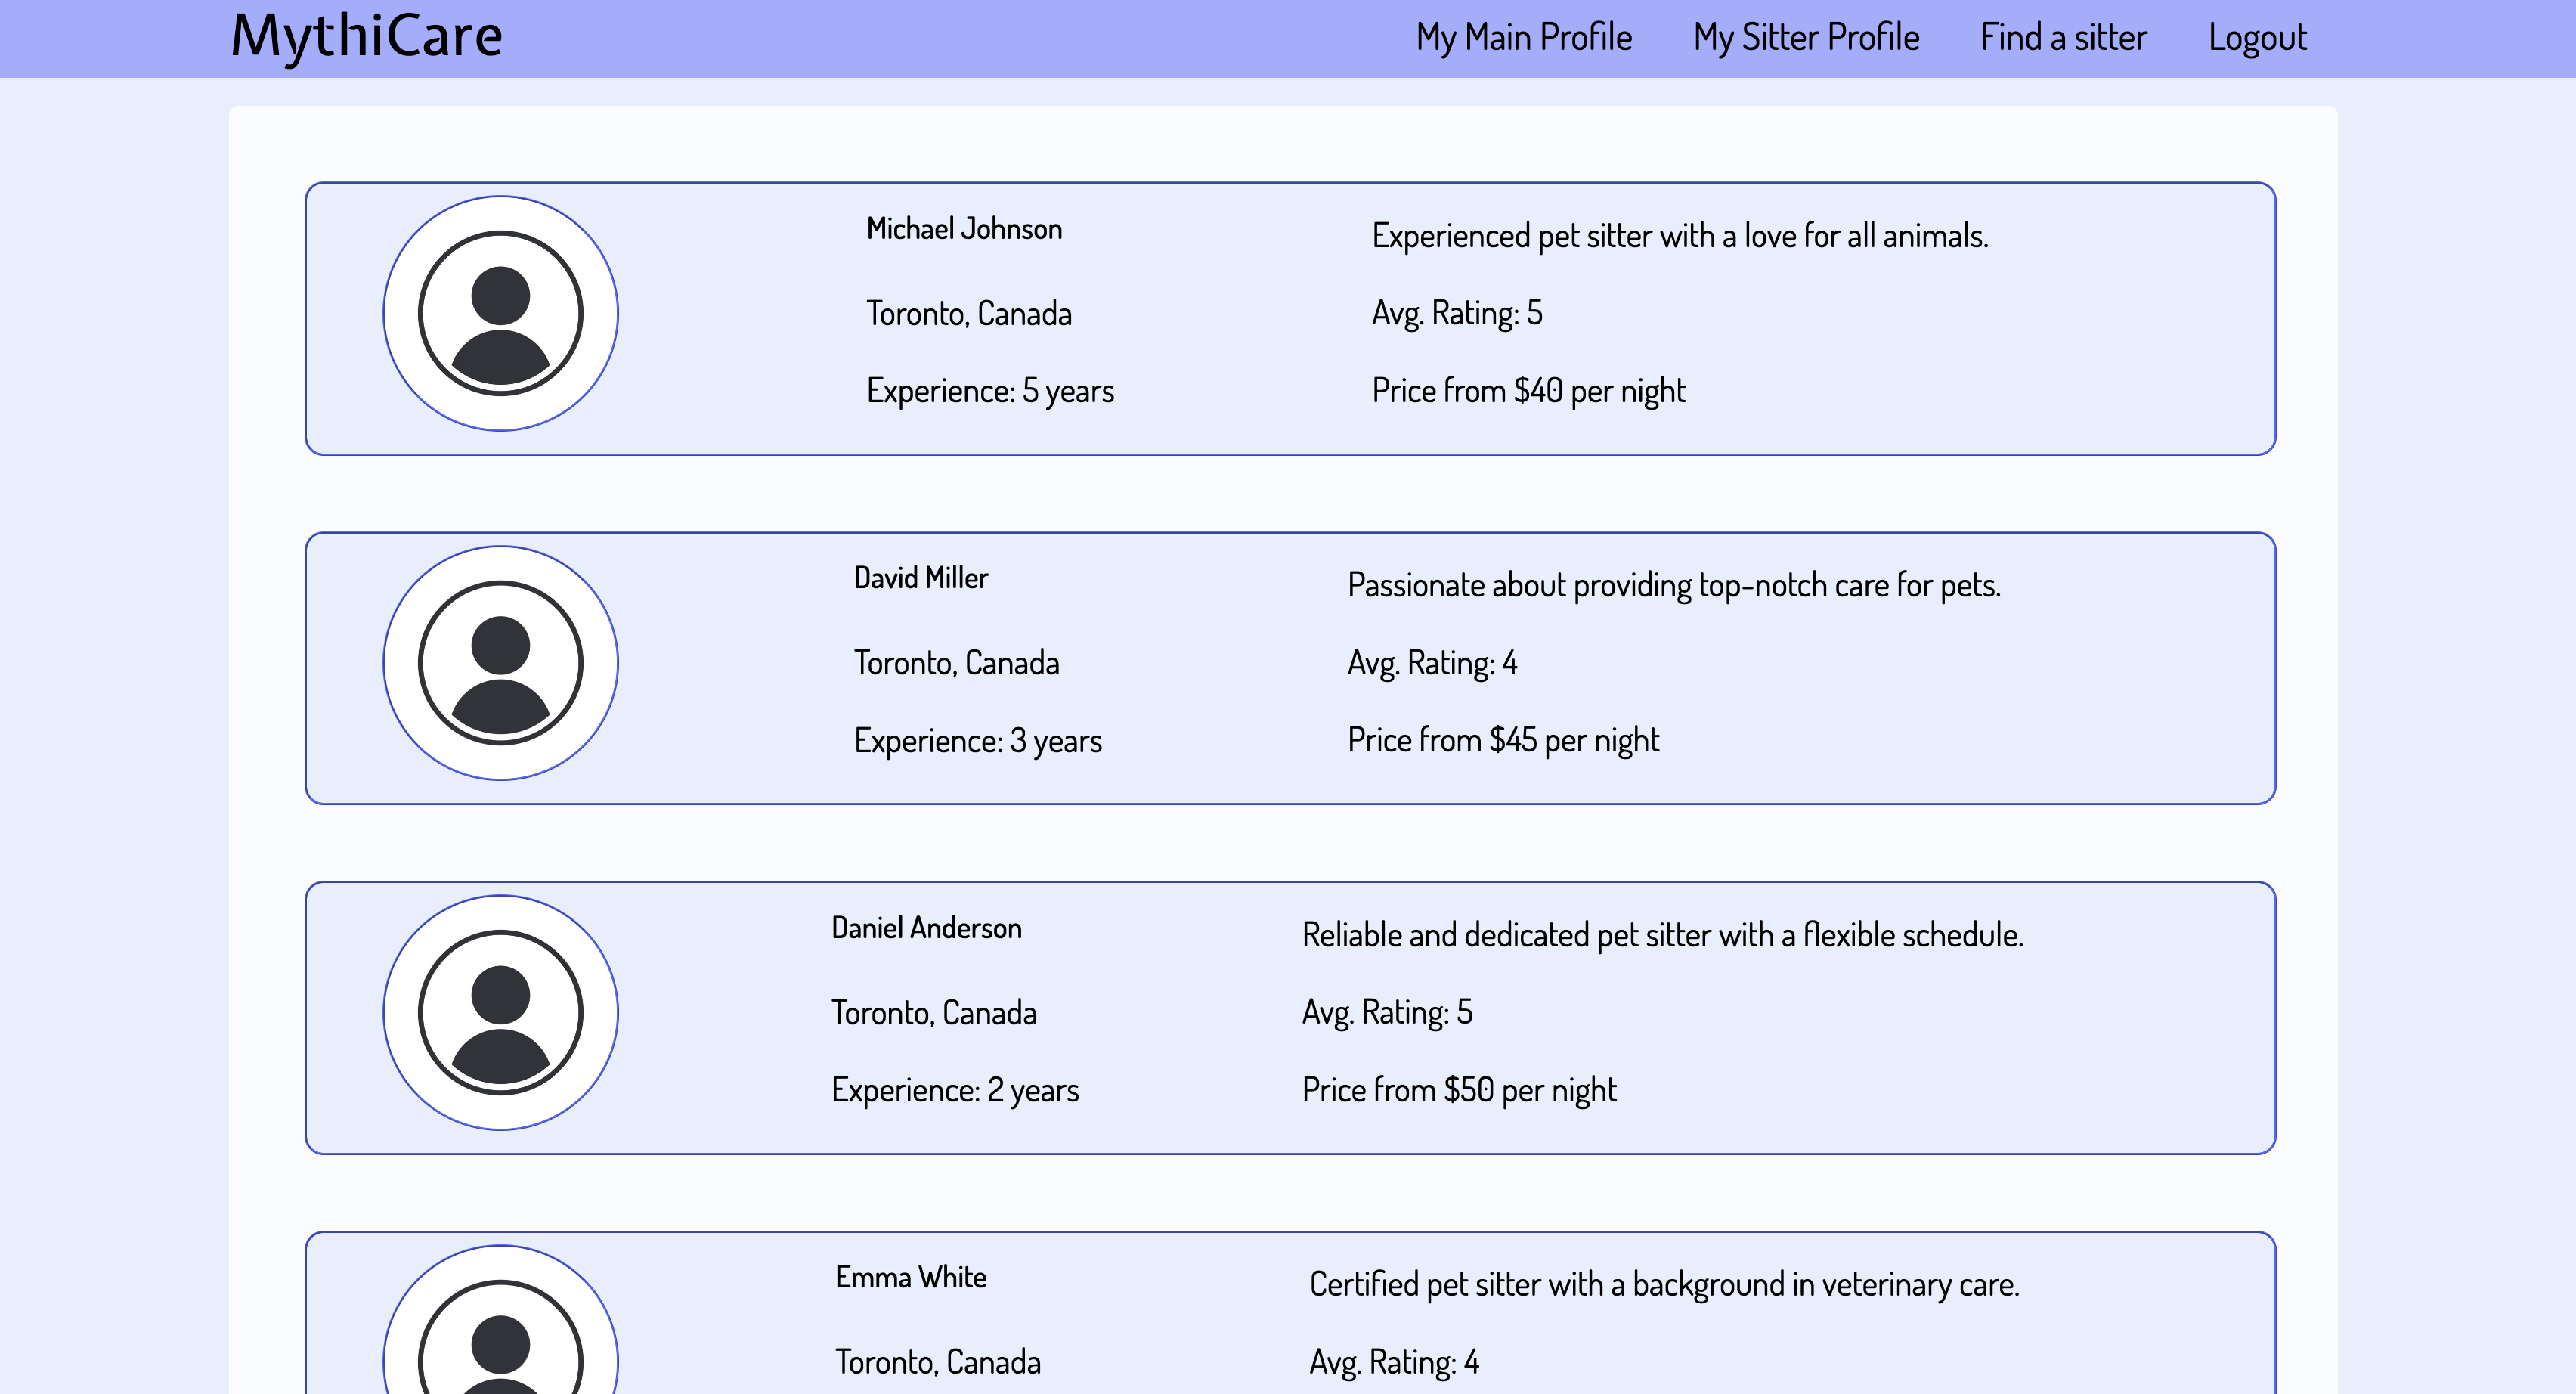 MythiCare
My Main Profile
My Sitter Profile
Find a sitter
Logout
Michael Johnson
Toronto, Canada
Experience: 5 years
Experienced pet sitter with a love for all animals.
Avg. Rating: 5
Price from $40 per night
David Miller
Toronto, Canada
Experience: 3 years
Passionate about providing top-notch care for pets.
Avg. Rating: 4
Price from $45 per night
Daniel Anderson
Toronto, Canada
Experience: 2 years
Reliable and dedicated pet sitter with a flexible schedule.
Avg. Rating: 5
Price from $50 per night
Emma White
Toronto, Canada
Certified pet sitter with a background in veterinary care.
Avg. Rating: 4